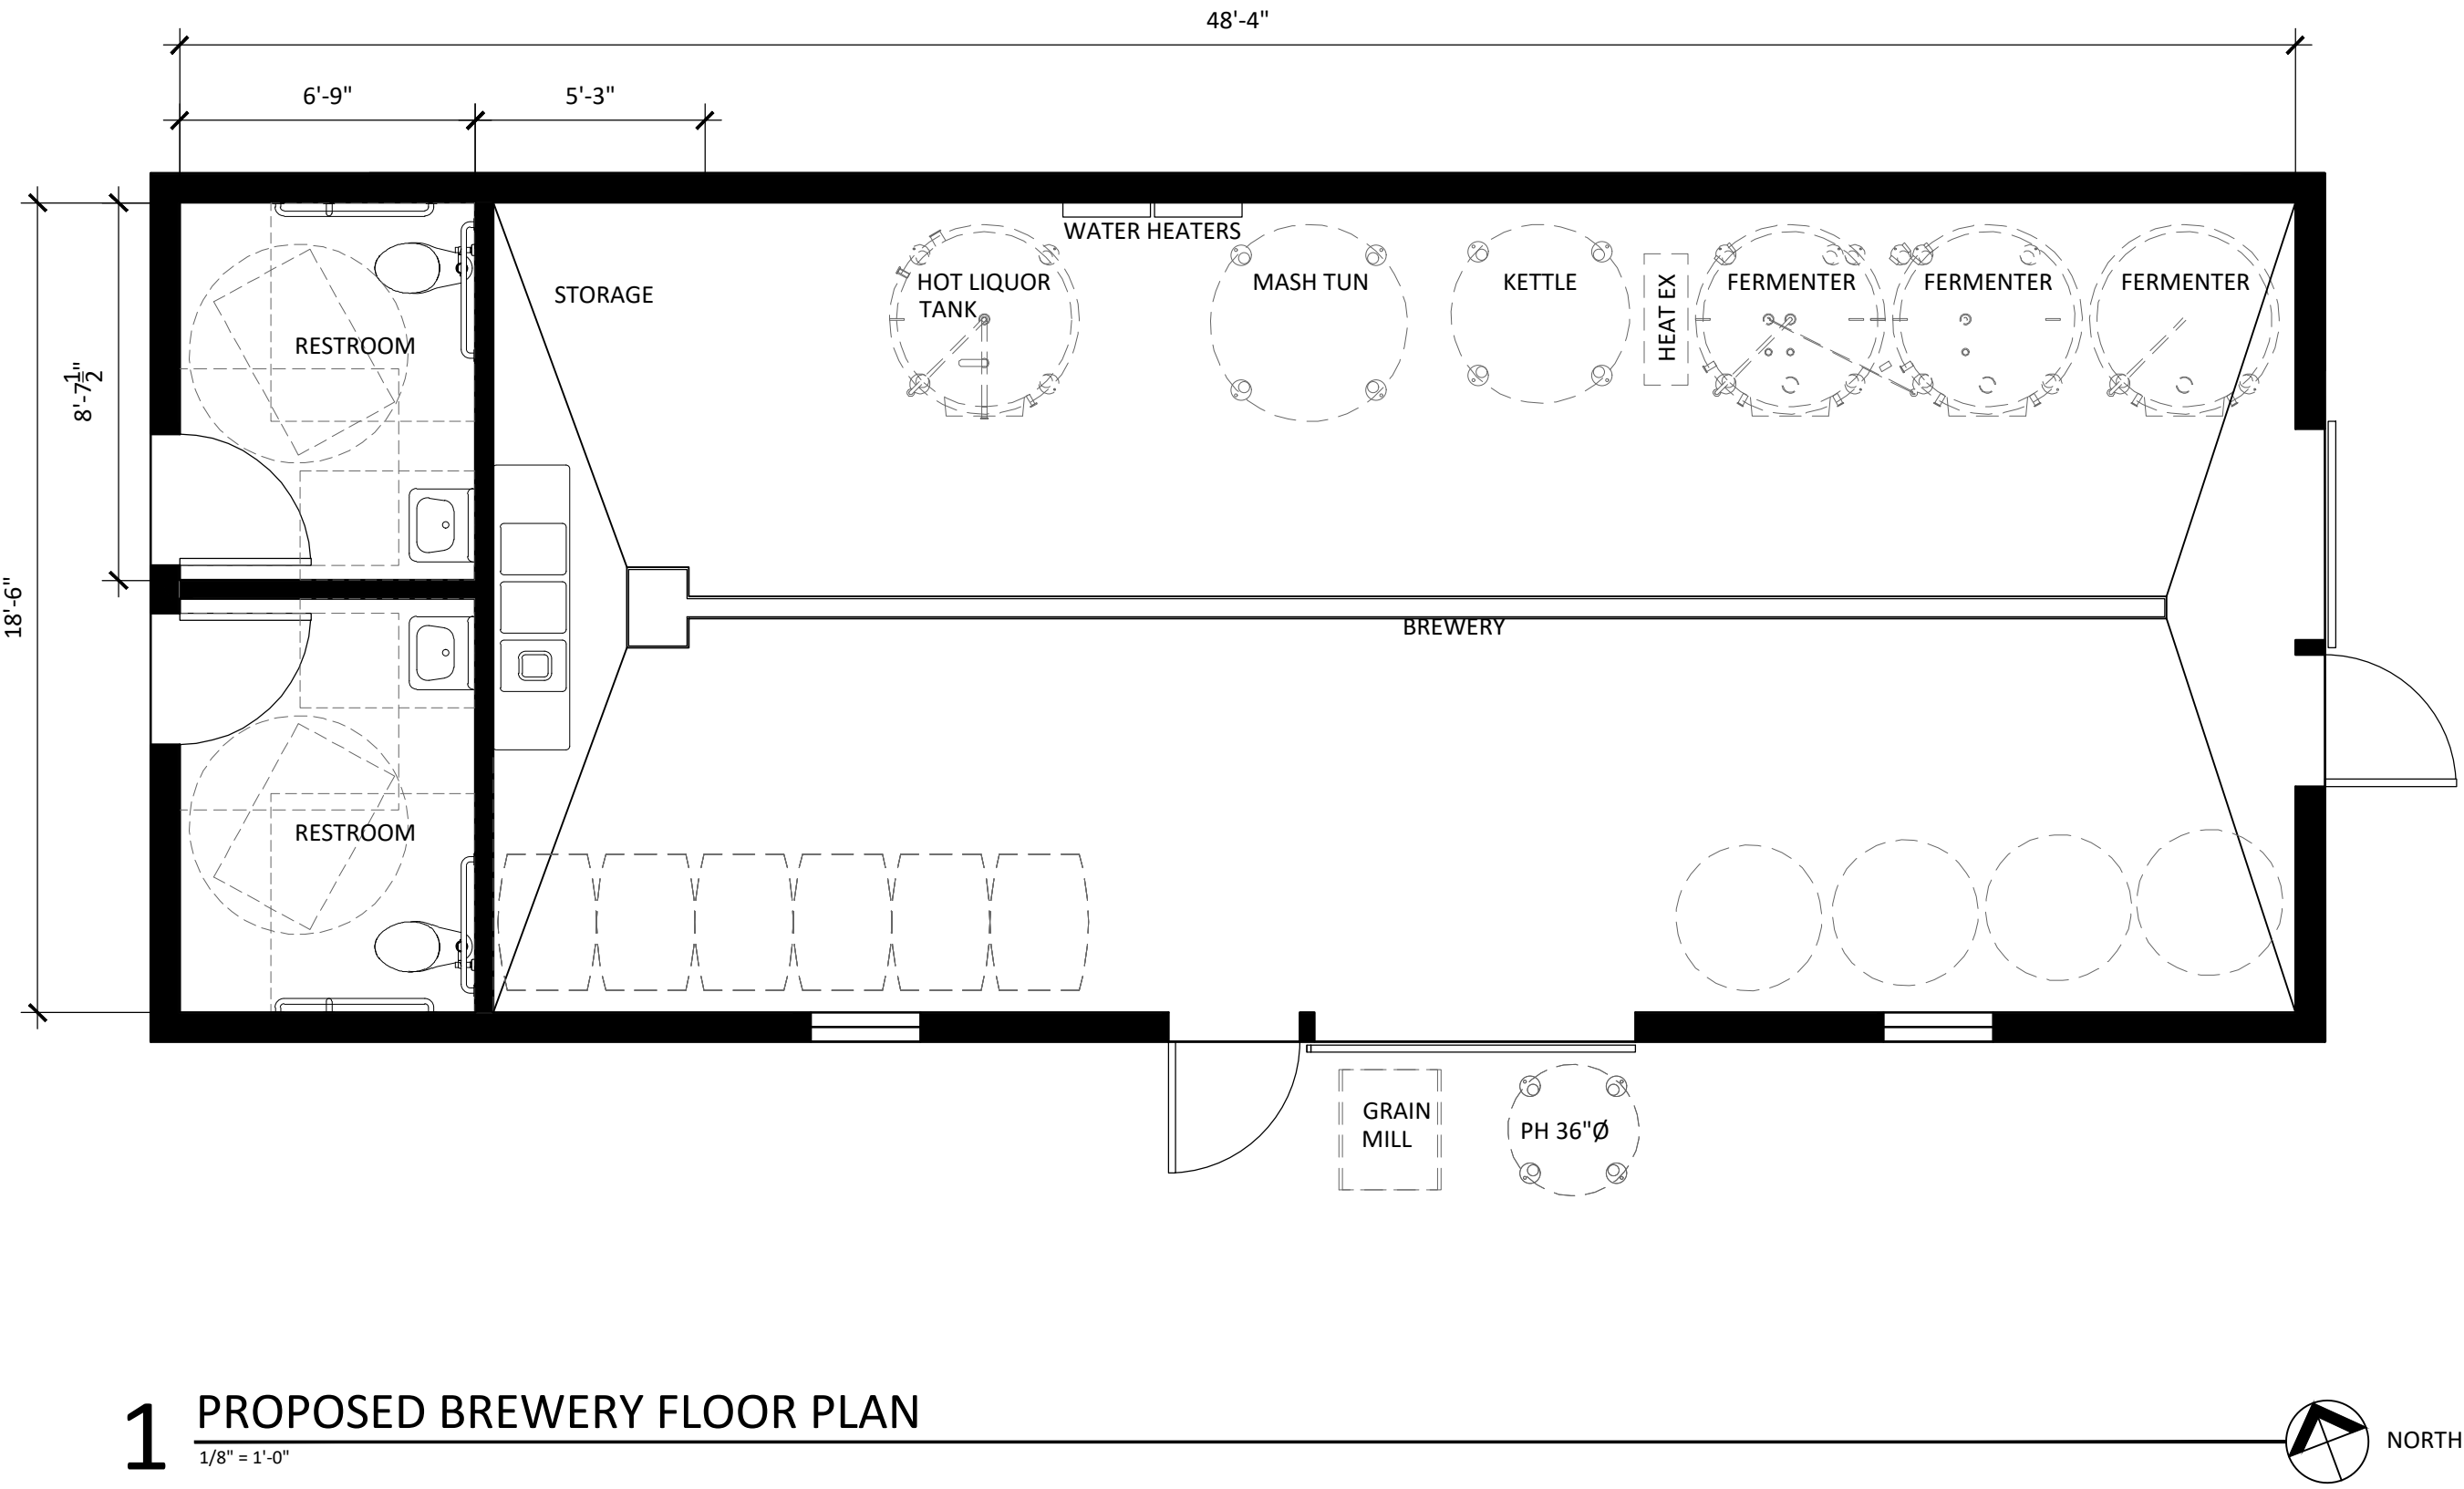 48'-4"
6'-9"
5'-3"
WATER HEATERS
HOT LIQUOR
TANK
MASH TUN
KETTLE
HEAT EX
FERMENTER
FERMENTER
FERMENTER
STORAGE
RESTROOM
8'-7 1/2"
18'-6"
BREWERY
RESTROOM
GRAIN
MILL
PH 36"Ø
1 PROPOSED BREWERY FLOOR PLAN
1/8" = 1'-0"
NORTH